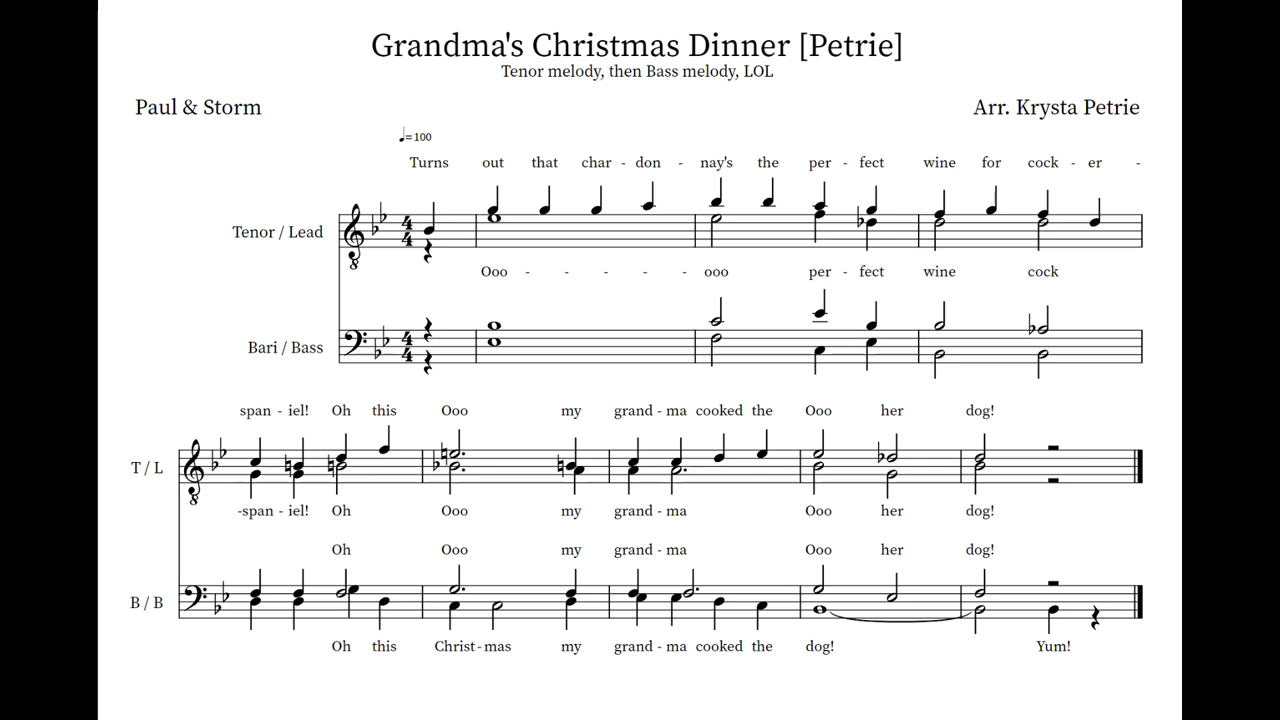 Grandma's Christmas Dinner [Petrie]
Tenor melody, then Bass melody, LOL
Paul & Storm
Arr. Krysta Petrie
♩=100
Turns out that char - don - nay's the per - fect wine for cock - er -
Tenor / Lead
Ooo - - - - ooo per - fect wine cock
Bari / Bass
span - iel! Oh this Ooo my grand - ma cooked the Ooo her dog!
T / L
-span - iel! Oh Ooo my grand - ma Ooo her dog!
Oh Ooo my grand - ma Ooo her dog!
B / B
Oh this Christ - mas my grand - ma cooked the dog! Yum!